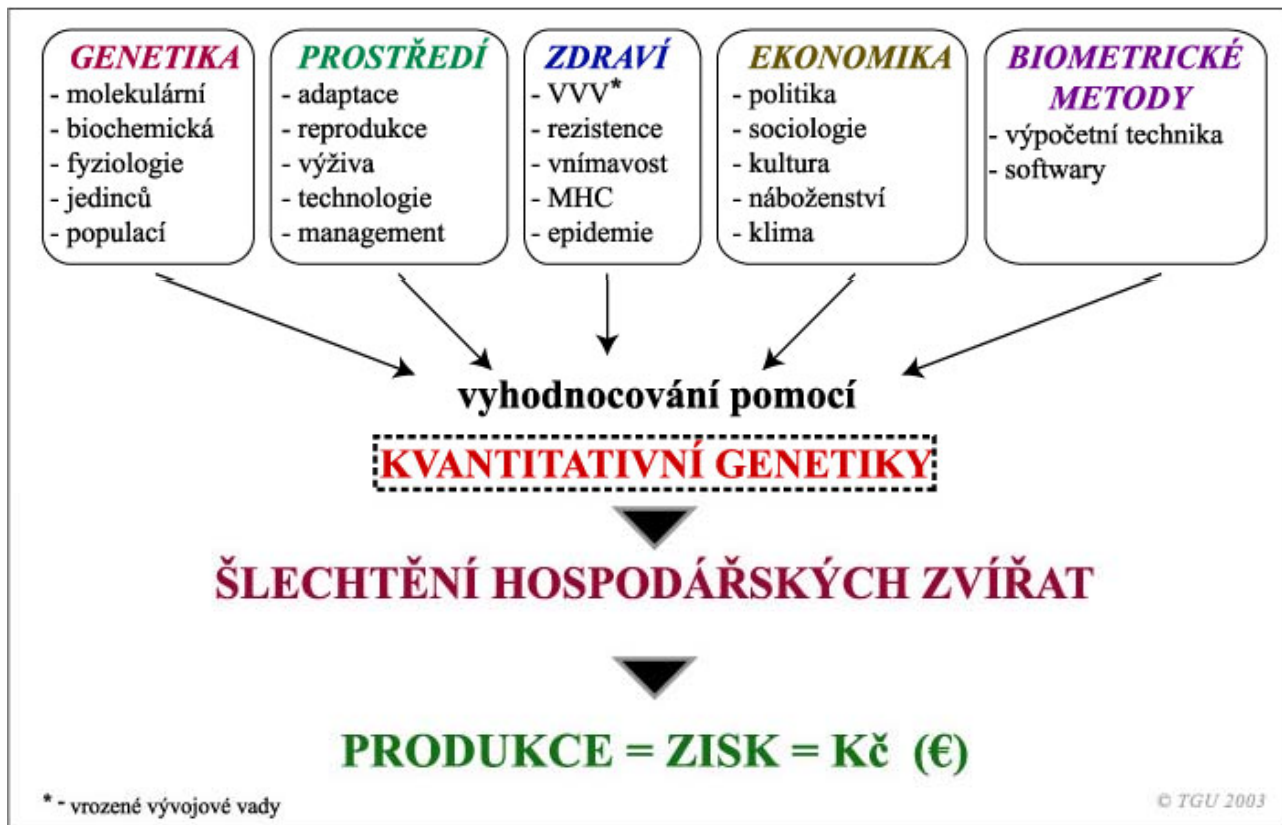 GENETIKA
- molekulární
- biochemická
- fyziologie
- jedinců
- populací
PROSTŘEDÍ
- adaptace
- reprodukce
- výživa
- technologie
- management
ZDRAVÍ
- VVV*
- rezistence
- vnímavost
- MHC
- epidemie
EKONOMIKA
- politika
- sociologie
- kultura
- náboženství
- klima
BIOMETRICKÉ
METODY
- výpočetní technika
- softwary
vyhodnocování pomocí
KVANTITATIVNÍ GENETIKY
ŠLECHTĚNÍ HOSPODÁŘSKÝCH ZVÍŘAT
PRODUKCE = ZISK = Kč (€)
* - vrozené vývojové vady
© TGU 2003